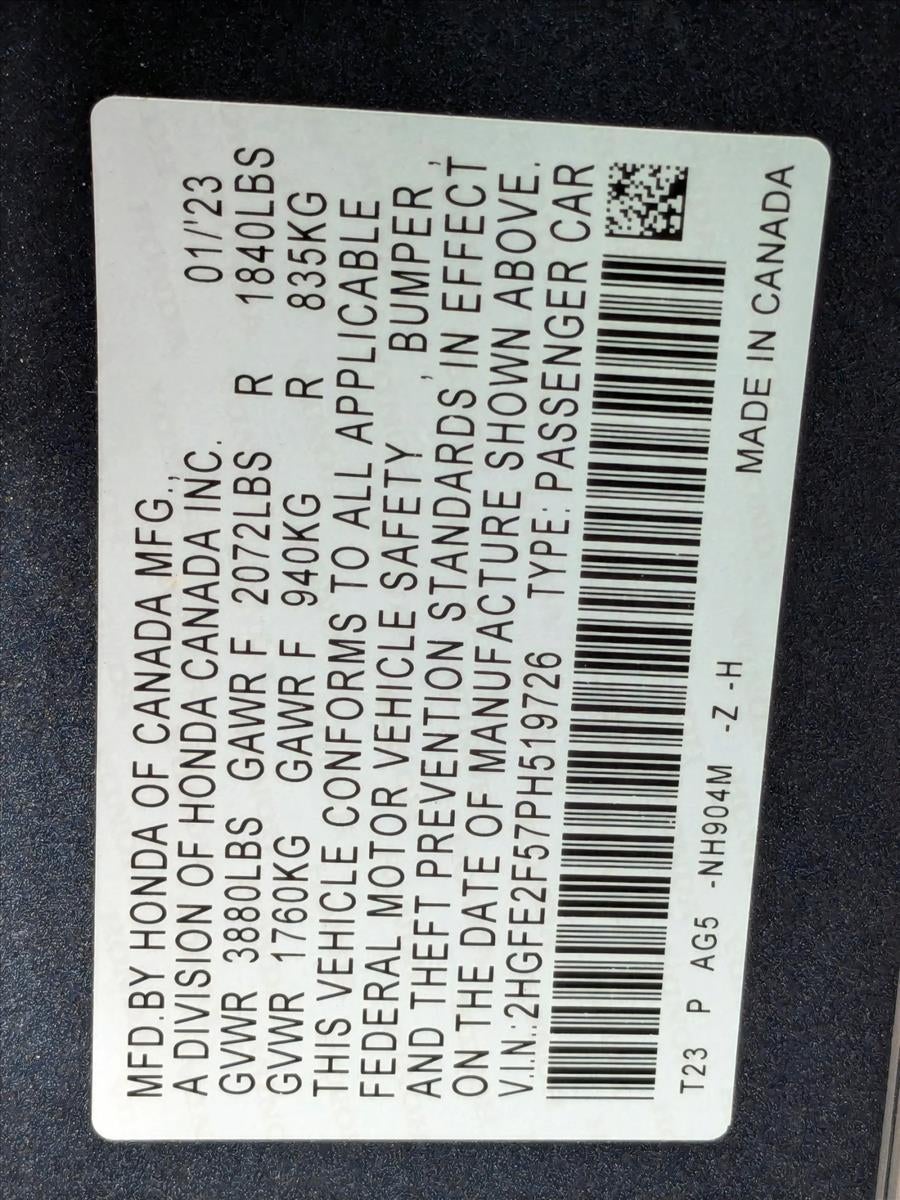 MFD.BY HONDA OF CANADA MFG.,
A DIVISION OF HONDA CANADA INC. 01/'23
GVWR 3880LBS GAWR F 2072LBS R 1840LBS
GVWR 1760KG GAWR F 940KG R 835KG
THIS VEHICLE CONFORMS TO ALL APPLICABLE
FEDERAL MOTOR VEHICLE SAFETY , BUMPER ,
AND THEFT PREVENTION STANDARDS IN EFFECT
ON THE DATE OF MANUFACTURE SHOWN ABOVE.
V.I.N.:2HGFE2F57PH519726 TYPE: PASSENGER CAR
T23 P AG5 -NH904M -Z -H MADE IN CANADA